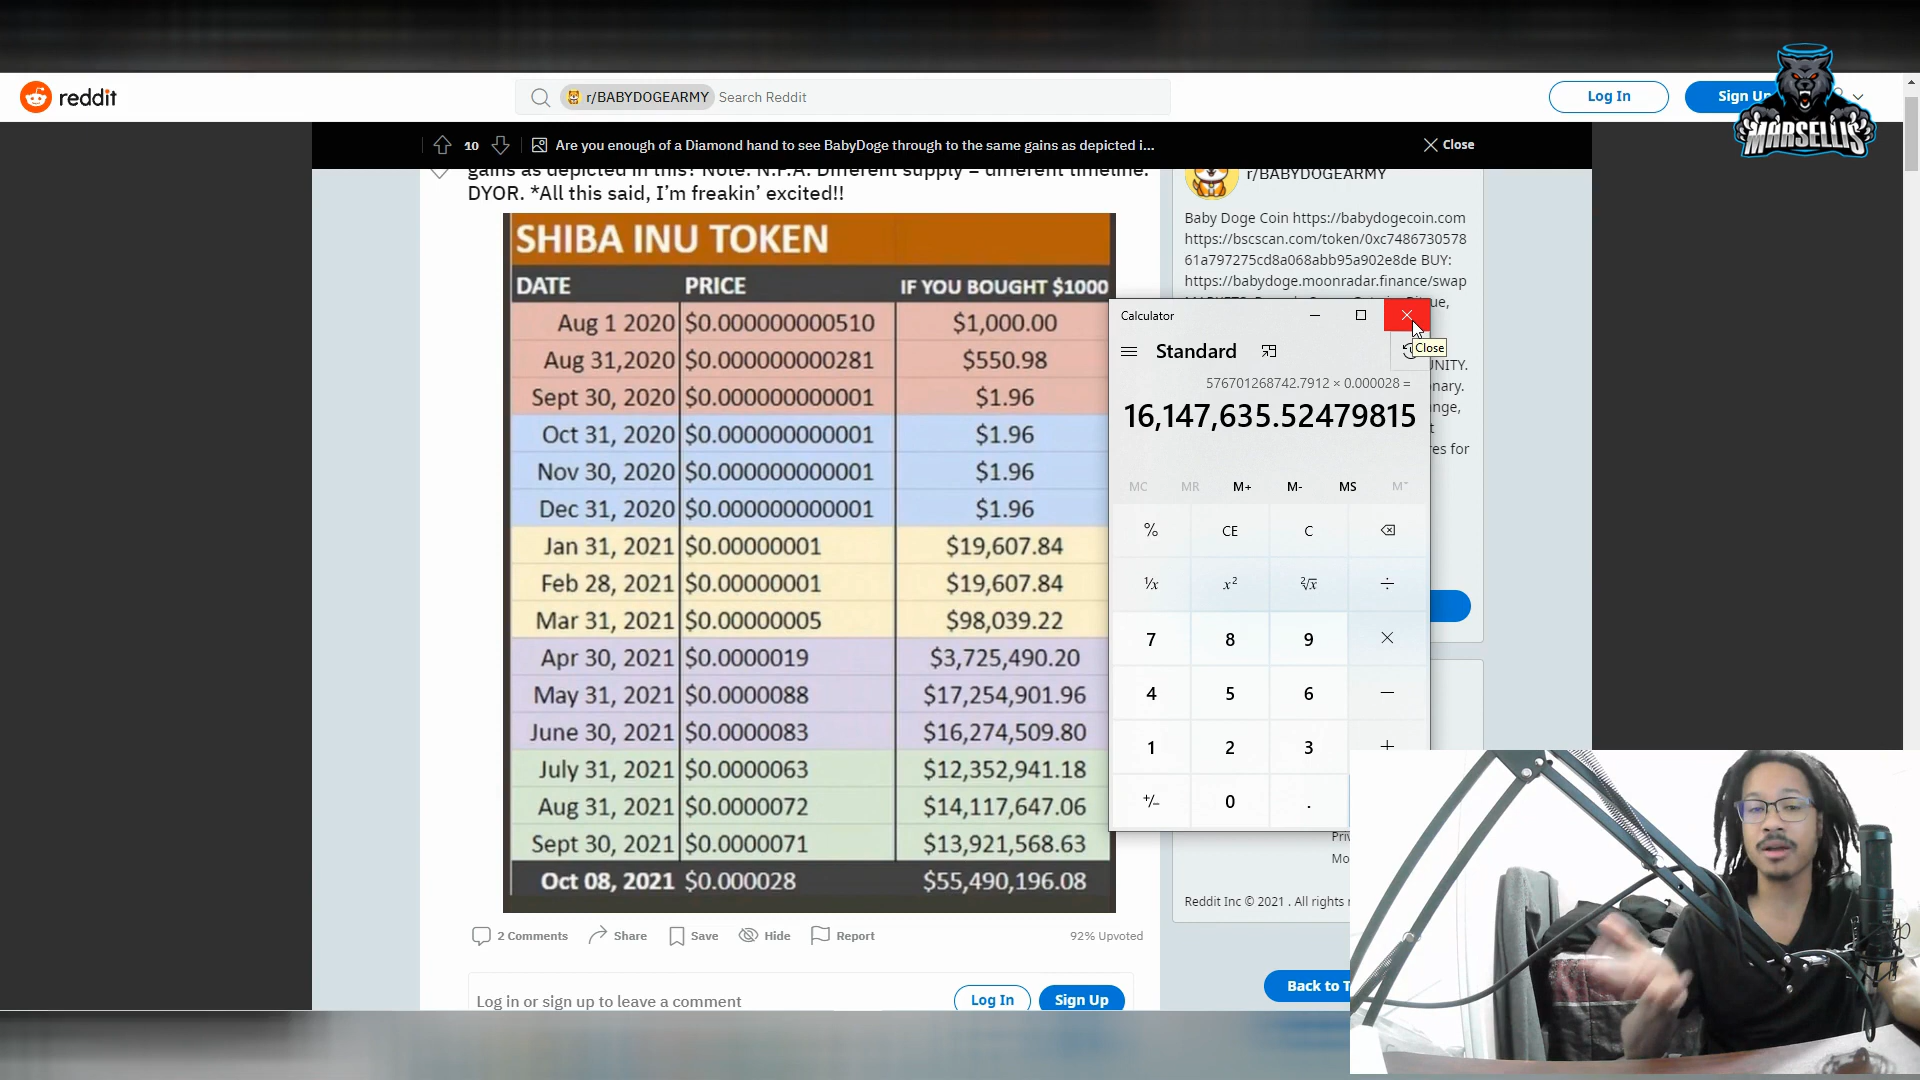 reddit
r/BABYDOGEARMY Search Reddit
Log In
Sign Up
MARSELLIS
10
Are you enough of a Diamond hand to see BabyDoge through to the same gains as depicted i...
Close
gains as depicted in this? Note: N.F.A. Different supply = different timeline.
DYOR. *All this said, I’m freakin’ excited!!
SHIBA INU TOKEN
DATE PRICE IF YOU BOUGHT $1000
Aug 1 2020 $0.000000000510 $1,000.00
Aug 31,2020 $0.000000000281 $550.98
Sept 30, 2020 $0.000000000001 $1.96
Oct 31, 2020 $0.000000000001 $1.96
Nov 30, 2020 $0.000000000001 $1.96
Dec 31, 2020 $0.000000000001 $1.96
Jan 31, 2021 $0.00000001 $19,607.84
Feb 28, 2021 $0.00000001 $19,607.84
Mar 31, 2021 $0.00000005 $98,039.22
Apr 30, 2021 $0.0000019 $3,725,490.20
May 31, 2021 $0.0000088 $17,254,901.96
June 30, 2021 $0.0000083 $16,274,509.80
July 31, 2021 $0.0000063 $12,352,941.18
Aug 31, 2021 $0.0000072 $14,117,647.06
Sept 30, 2021 $0.0000071 $13,921,568.63
Oct 08, 2021 $0.000028 $55,490,196.08
2 Comments Share Save Hide Report 92% Upvoted
Log in or sign up to leave a comment
Log In Sign Up
r/BABYDOGEARMY
Baby Doge Coin https://babydogecoin.com
https://bscscan.com/token/0xc7486730578
61a797275cd8a068abb95a902e8de BUY:
https://babydoge.moonradar.finance/swap
Calculator
Close
Standard
576701268742.7912 × 0.000028 =
16,147,635.52479815
MC MR M+ M- MS M˅
% CE C
¹/x x² ²√x ÷
7 8 9 ×
4 5 6 −
1 2 3 +
+/− 0 .
Reddit Inc © 2021 . All rights
Back to T